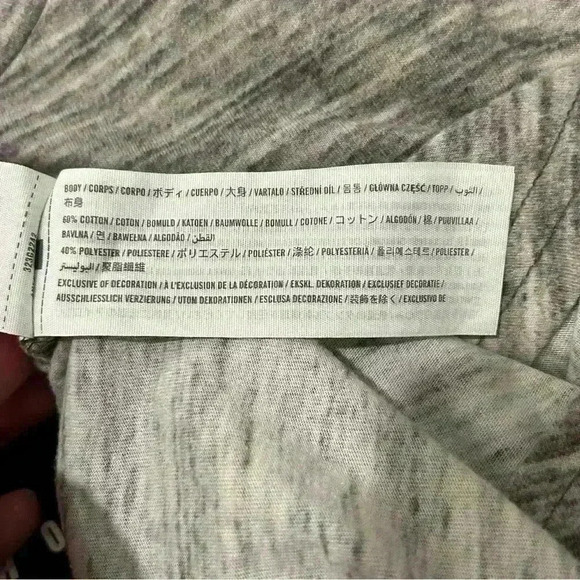 BODY / CORPS / CORPO / ボディ / CUERPO / 大身 / VARTALO / STŘEDNÍ DÍL / 몸통 / GŁÓWNA CZĘŚĆ / TOPP / الثوب /
布身
60% COTTON / COTON / BOMULD / KATOEN / BAUMWOLLE / BOMULL / COTONE / コットン / ALGODÓN / 棉 / PUUVILLAA /
BAVLNA / 면 / BAWEŁNA / ALGODÃO / القطن /
40% POLYESTER / POLIESTERE / ポリエステル / POLIÉSTER / 涤纶 / POLYESTERIA / 폴리에스테르 / POLIESTER /
البوليستر / 聚脂纖維
EXCLUSIVE OF DECORATION / À L'EXCLUSION DE LA DÉCORATION / EKSKL. DEKORATION / EXCLUSIEF DECORATIE /
AUSSCHLIESSLICH VERZIERUNG / UTOM DEKORATIONEN / ESCLUSA DECORAZIONE / 装飾を除く / EXCLUSIVO DE